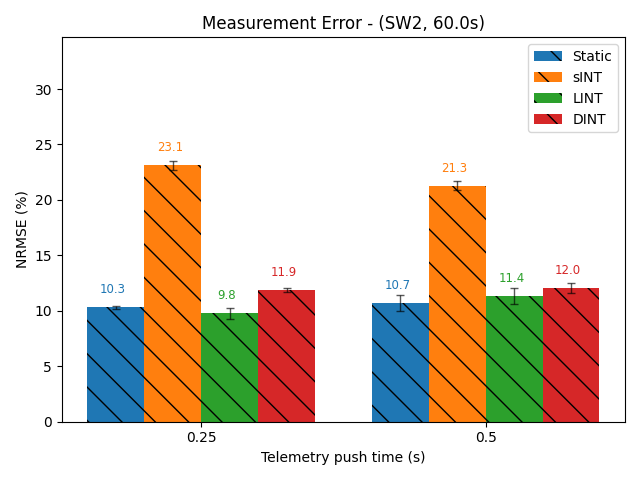 Measurement Error - (SW2, 60.0s)
NRMSE (%)
30
25
20
15
10
5
0
Static
sINT
LINT
DINT
10.3
23.1
9.8
11.9
10.7
21.3
11.4
12.0
0.25
0.5
Telemetry push time (s)